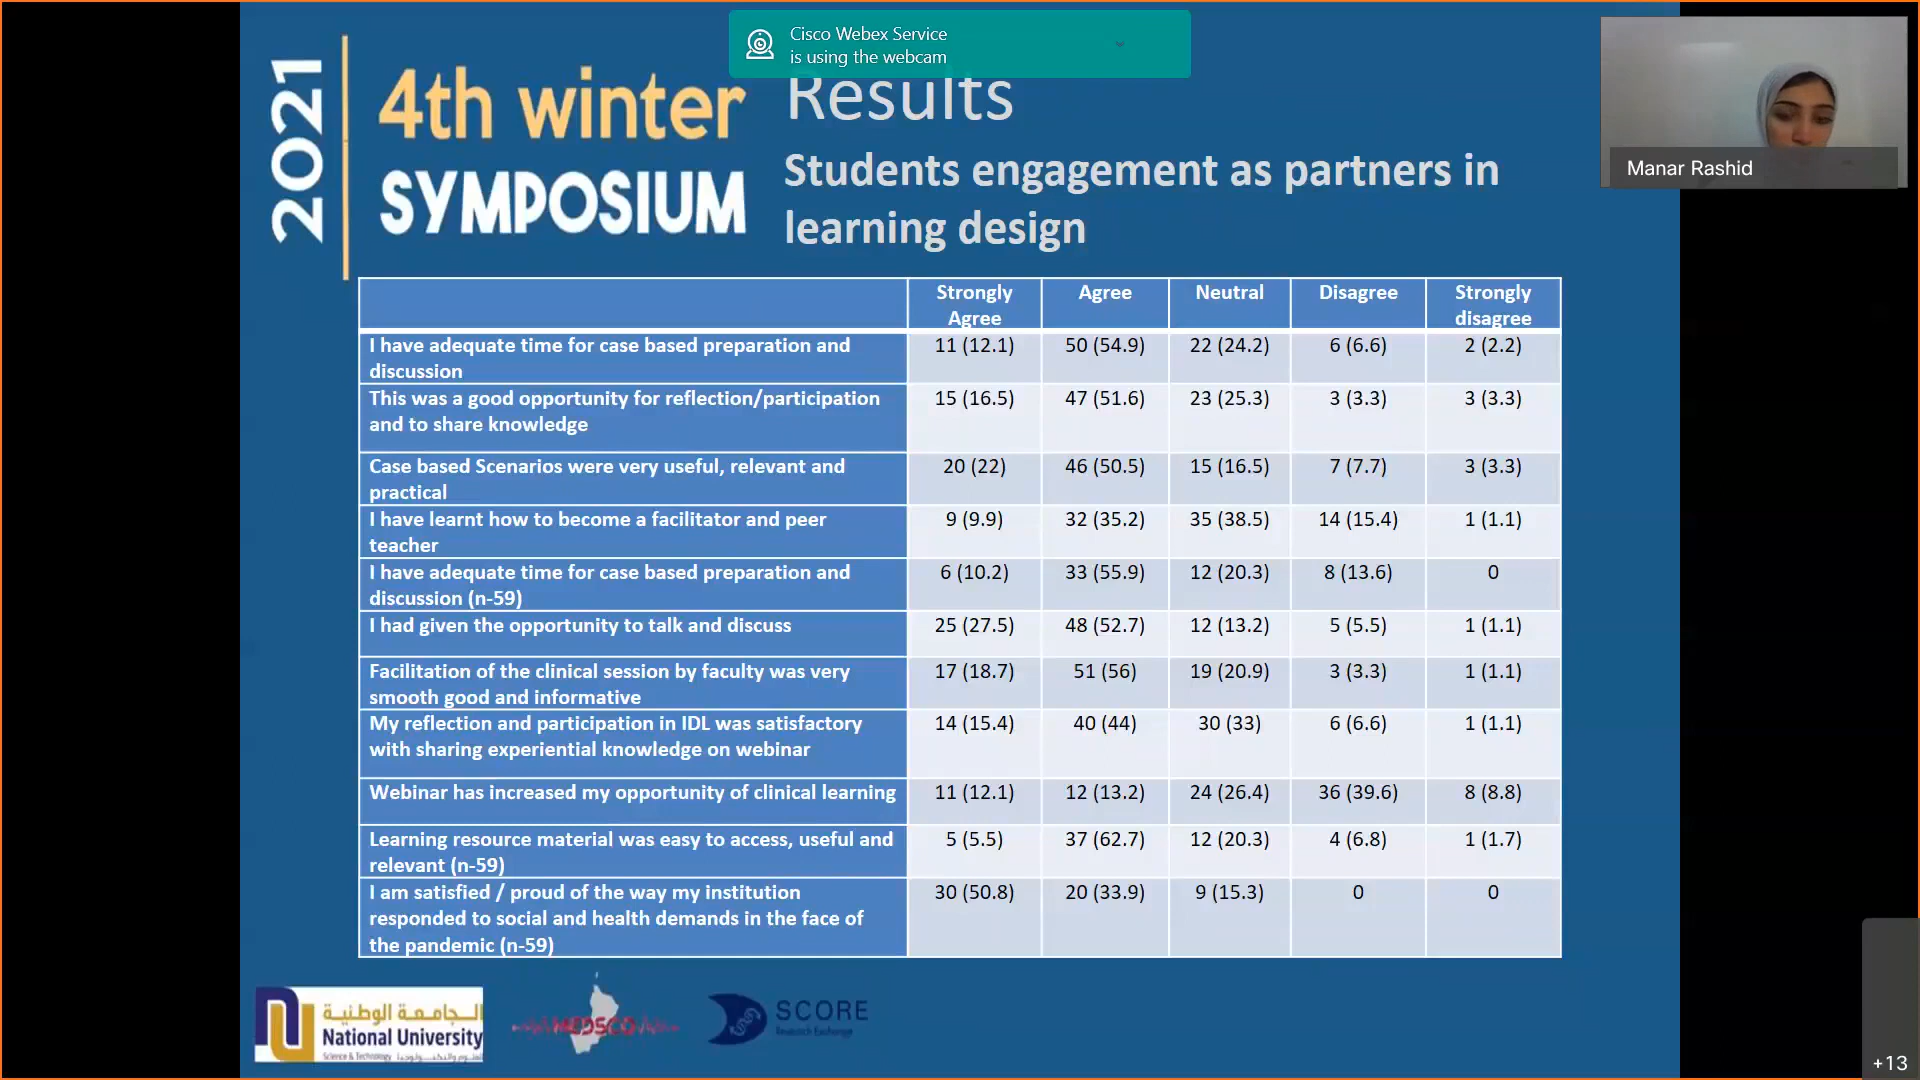 Cisco Webex Service
is using the webcam
2021
4th winter
SYMPOSIUM
Results
Students engagement as partners in
learning design
Manar Rashid
Strongly Agree	Agree	Neutral	Disagree	Strongly disagree
I have adequate time for case based preparation and
discussion	11 (12.1)	50 (54.9)	22 (24.2)	6 (6.6)	2 (2.2)
This was a good opportunity for reflection/participation
and to share knowledge	15 (16.5)	47 (51.6)	23 (25.3)	3 (3.3)	3 (3.3)
Case based Scenarios were very useful, relevant and
practical	20 (22)	46 (50.5)	15 (16.5)	7 (7.7)	3 (3.3)
I have learnt how to become a facilitator and peer
teacher	9 (9.9)	32 (35.2)	35 (38.5)	14 (15.4)	1 (1.1)
I have adequate time for case based preparation and
discussion (n-59)	6 (10.2)	33 (55.9)	12 (20.3)	8 (13.6)	0
I had given the opportunity to talk and discuss	25 (27.5)	48 (52.7)	12 (13.2)	5 (5.5)	1 (1.1)
Facilitation of the clinical session by faculty was very
smooth good and informative	17 (18.7)	51 (56)	19 (20.9)	3 (3.3)	1 (1.1)
My reflection and participation in IDL was satisfactory
with sharing experiential knowledge on webinar	14 (15.4)	40 (44)	30 (33)	6 (6.6)	1 (1.1)
Webinar has increased my opportunity of clinical learning	11 (12.1)	12 (13.2)	24 (26.4)	36 (39.6)	8 (8.8)
Learning resource material was easy to access, useful and
relevant (n-59)	5 (5.5)	37 (62.7)	12 (20.3)	4 (6.8)	1 (1.7)
I am satisfied / proud of the way my institution
responded to social and health demands in the face of
the pandemic (n-59)	30 (50.8)	20 (33.9)	9 (15.3)	0	0
الجامعة الوطنية
National University
Science & Technology
MEDSCO
SCORE
Research Exchange
+13